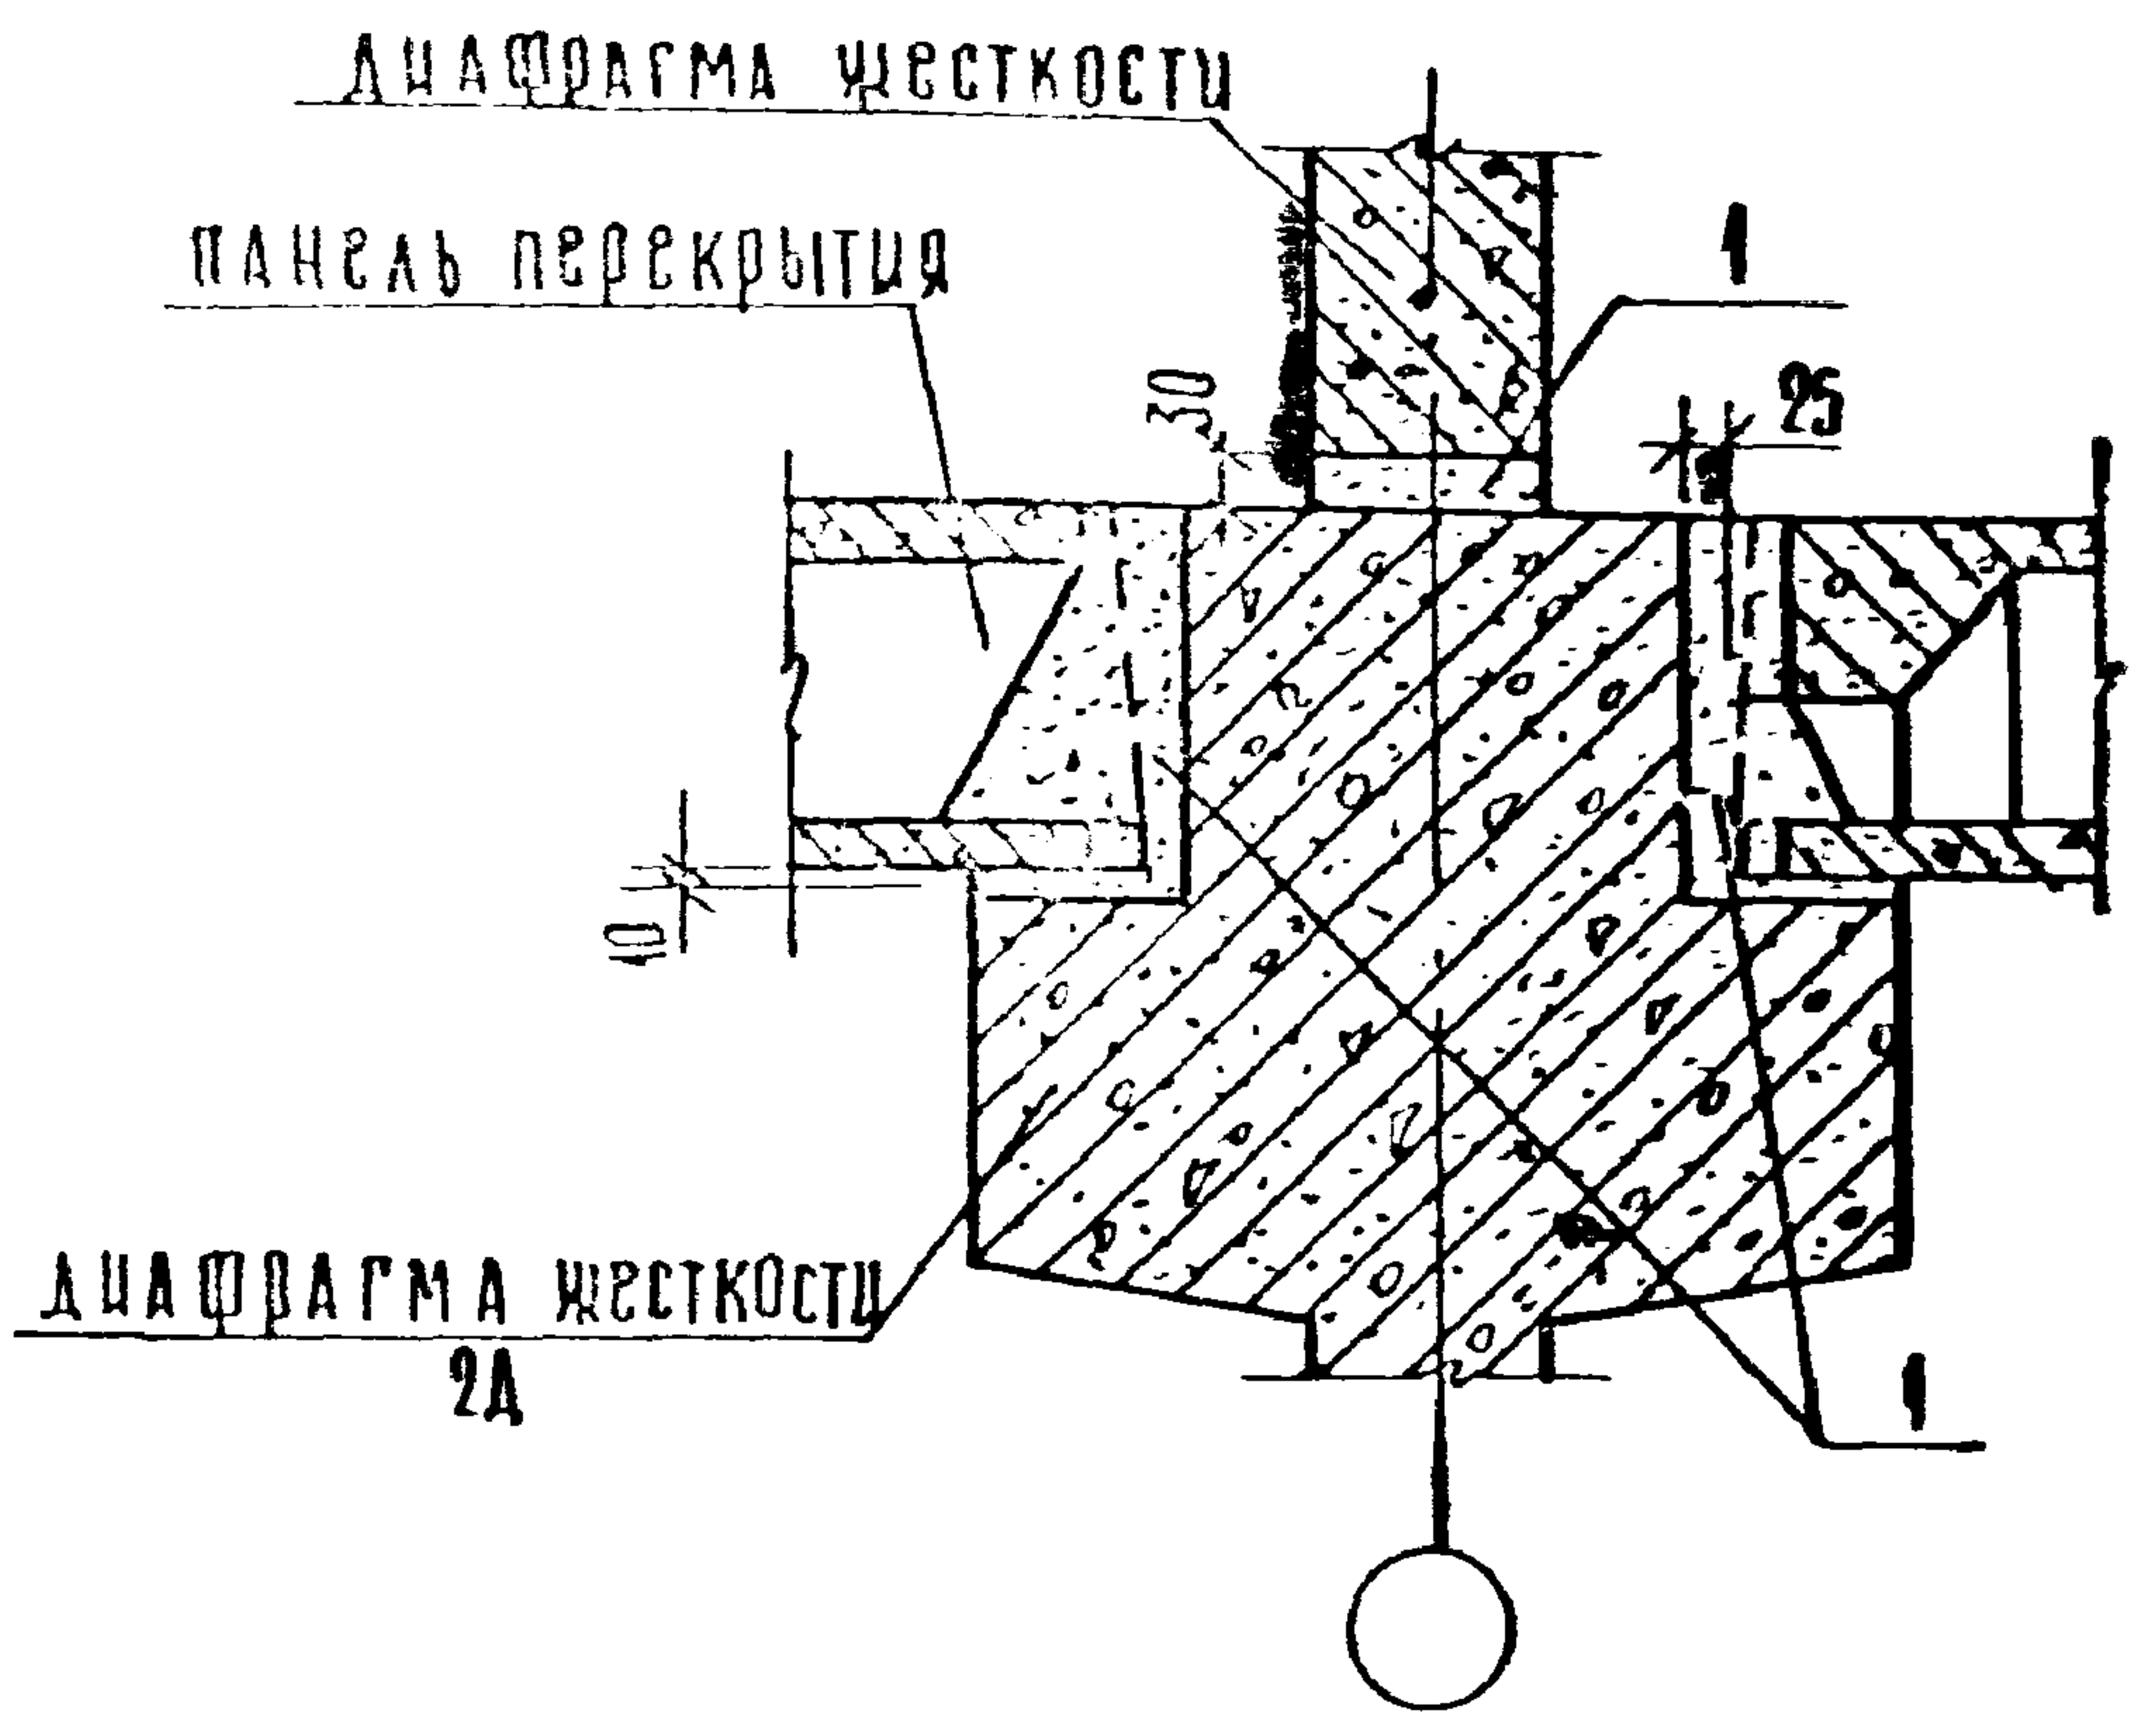 диафрагма жесткости
панель перекрытия
1
30
25
10
диафрагма жесткости
2д
1